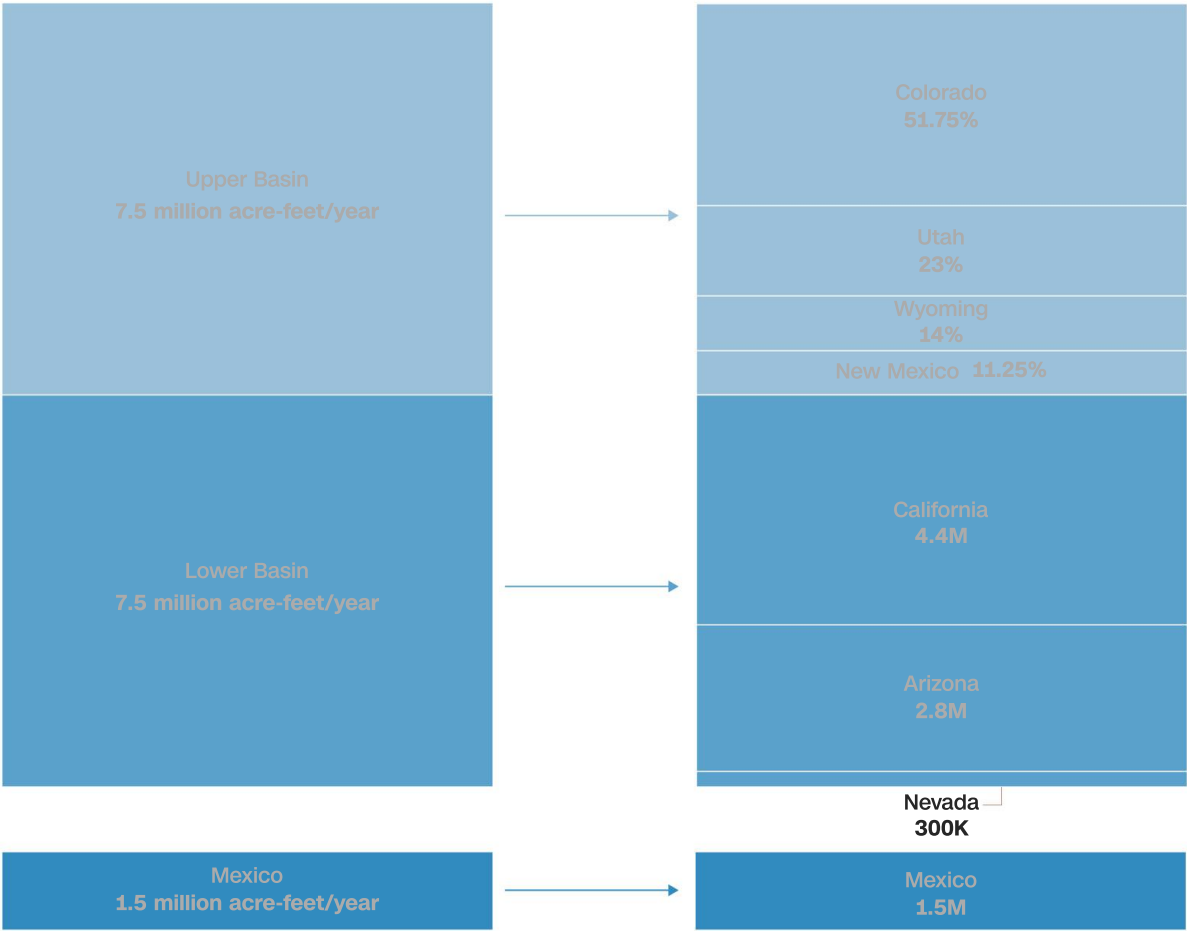 Upper Basin
7.5 million acre-feet/year
Colorado
51.75%
Utah
23%
Wyoming
14%
New Mexico 11.25%
Lower Basin
7.5 million acre-feet/year
California
4.4M
Arizona
2.8M
Nevada
300K
Mexico
1.5 million acre-feet/year
Mexico
1.5M